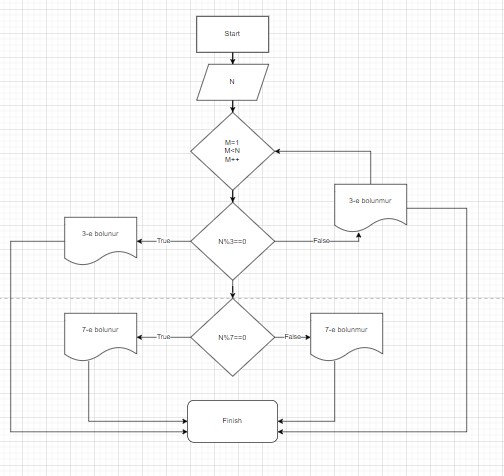 Start
N
M=1
M<N
M++
3-e bolunmur
3-e bolunur
True
N%3==0
False
7-e bolunur
True
N%7==0
False
7-e bolunmur
Finish